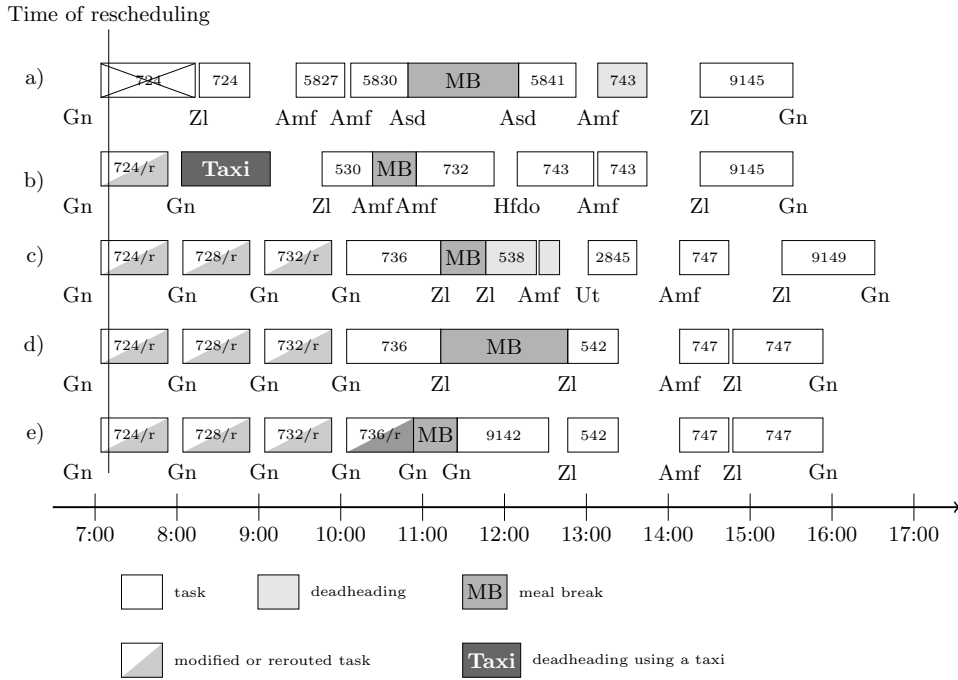 Time of rescheduling
a) 724 724 5827 5830 MB 5841 743 9145
Gn Zl Amf Amf Asd Asd Amf Zl Gn
b) 724/r Taxi 530 MB 732 743 743 9145
Gn Gn Zl Amf Amf Hfdo Amf Zl Gn
c) 724/r 728/r 732/r 736 MB 538 2845 747 9149
Gn Gn Gn Gn Zl Zl Amf Ut Amf Zl Gn
d) 724/r 728/r 732/r 736 MB 542 747 747
Gn Gn Gn Gn Zl Zl Amf Zl Gn
e) 724/r 728/r 732/r 736/r MB 9142 542 747 747
Gn Gn Gn Gn Gn Gn Zl Amf Zl Gn
7:00 8:00 9:00 10:00 11:00 12:00 13:00 14:00 15:00 16:00 17:00
task deadheading MB meal break
modified or rerouted task Taxi deadheading using a taxi